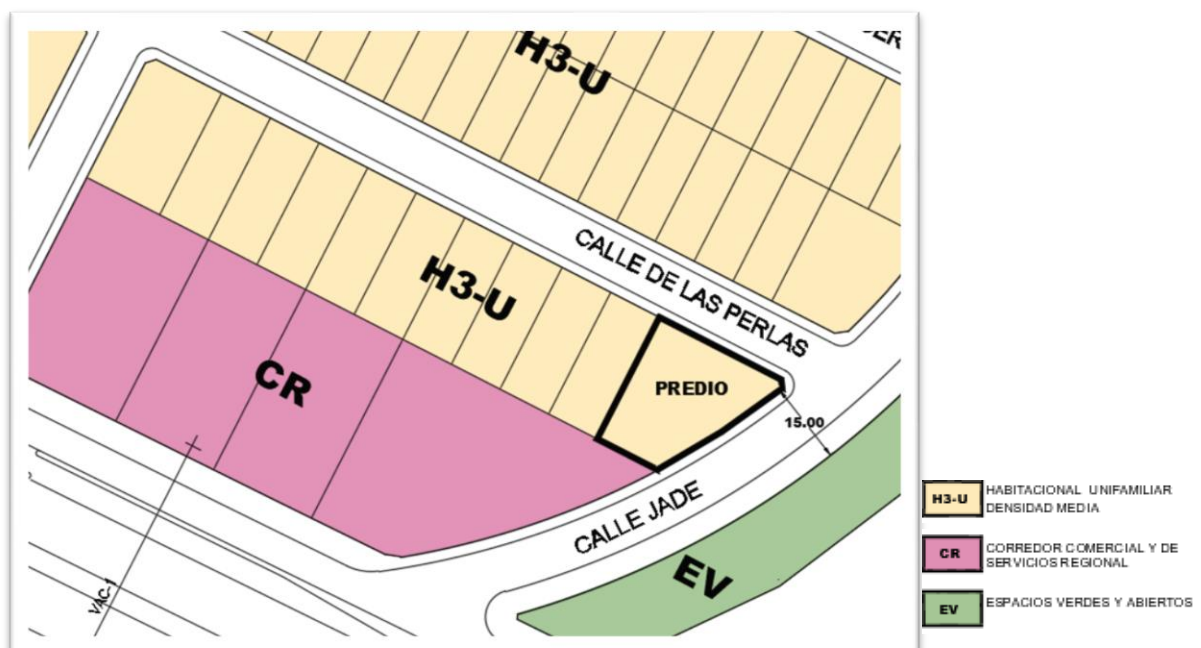 H3-U
CALLE DE LAS PERLAS
H3-U
CR
PREDIO
15.00
CALLE JADE
EV
VAC-1
H3-U HABITACIONAL UNIFAMILIAR
DENSIDAD MEDIA
CR CORREDOR COMERCIAL Y DE
SERVICIOS REGIONAL
EV ESPACIOS VERDES Y ABIERTOS